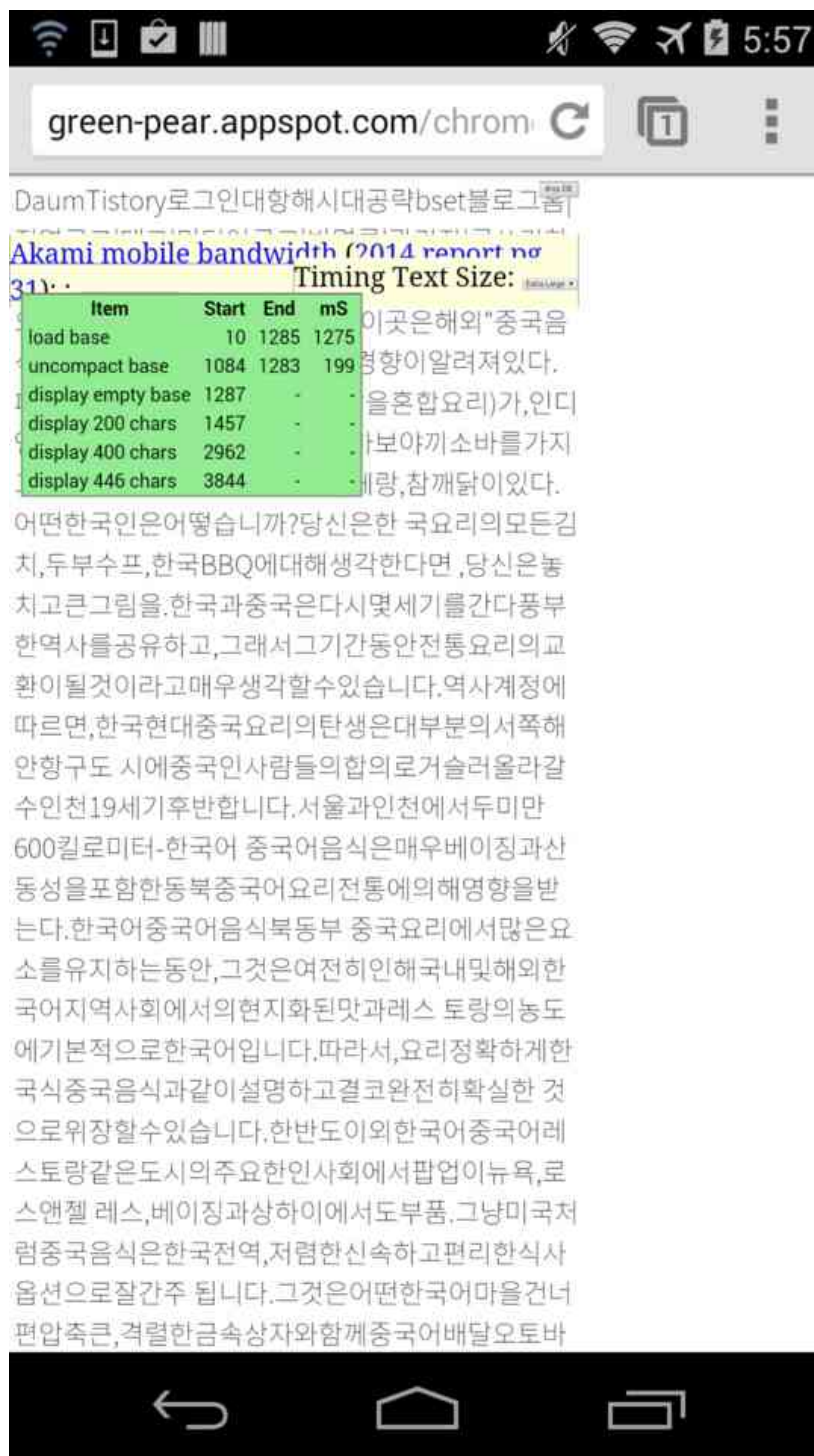 5:57
green-pear.appspot.com/chrom
1
DaumTistory로그인대항해시대공략bset블로그홈|
Akami mobile bandwidth (2014 report pg
31): :
Timing Text Size:
Item Start End mS
load base 10 1285 1275
uncompact base 1084 1283 199
display empty base 1287 - -
display 200 chars 1457 - -
display 400 chars 2962 - -
display 446 chars 3844 - -
이곳은해외"중국음
경향이알려져있다.
을혼합요리)가,인디
보야끼소바를가지
랑,참깨닭이있다.
어떤한국인은어떻습니까?당신은한 국요리의모든김
치,두부수프,한국BBQ에대해생각한다면 ,당신은놓
치고큰그림을.한국과중국은다시몇세기를간다풍부
한역사를공유하고,그래서그기간동안전통요리의교
환이될것이라고매우생각할수있습니다.역사계정에
따르면,한국현대중국요리의탄생은대부분의서쪽해
안항구도 시에중국인사람들의합의로거슬러올라갈
수인천19세기후반합니다.서울과인천에서두미만
600킬로미터-한국어 중국어음식은매우베이징과산
동성을포함한동북중국어요리전통에의해영향을받
는다.한국어중국어음식북동부 중국요리에서많은요
소를유지하는동안,그것은여전히인해국내및해외한
국어지역사회에서의현지화된맛과레스 토랑의농도
에기본적으로한국어입니다.따라서,요리정확하게한
국식중국음식과같이설명하고결코완전히확실한 것
으로위장할수있습니다.한반도이외한국어중국어레
스토랑같은도시의주요한인사회에서팝업이뉴욕,로
스앤젤 레스,베이징과상하이에서도부품.그냥미국처
럼중국음식은한국전역,저렴한신속하고편리한식사
옵션으로잘간주 됩니다.그것은어떤한국어마을건너
편압축큰,격렬한금속상자와함께중국어배달오토바